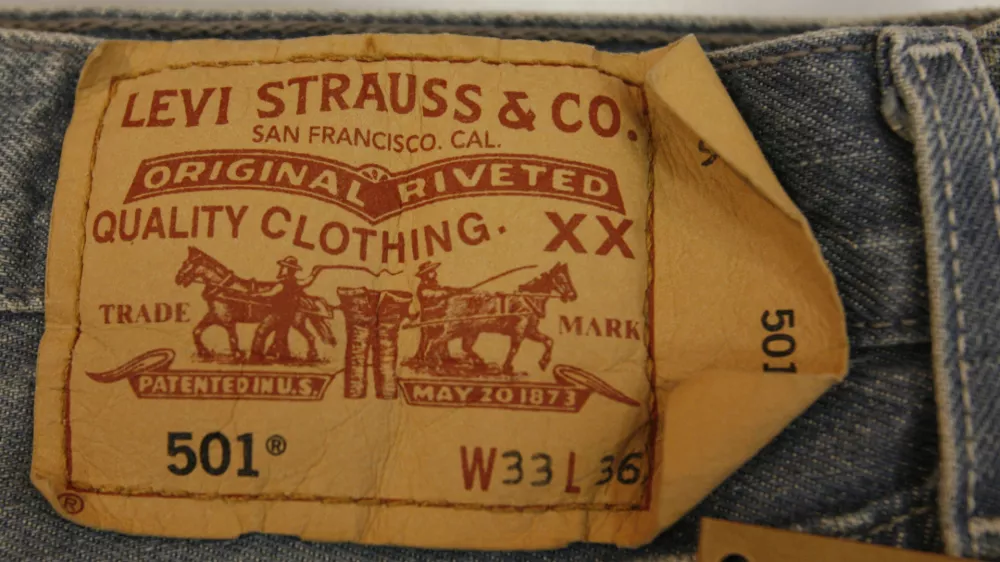 LEVI STRAUSS & CO.
SAN FRANCISCO. CAL.
ORIGINAL RIVETED
QUALITY CLOTHING. XX
TRADE MARK
PATENTED IN U.S. MAY 20 1873
501® W33 L36
®
501